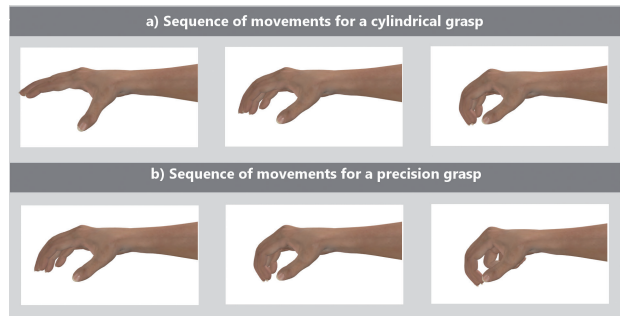 a) Sequence of movements for a cylindrical grasp
b) Sequence of movements for a precision grasp